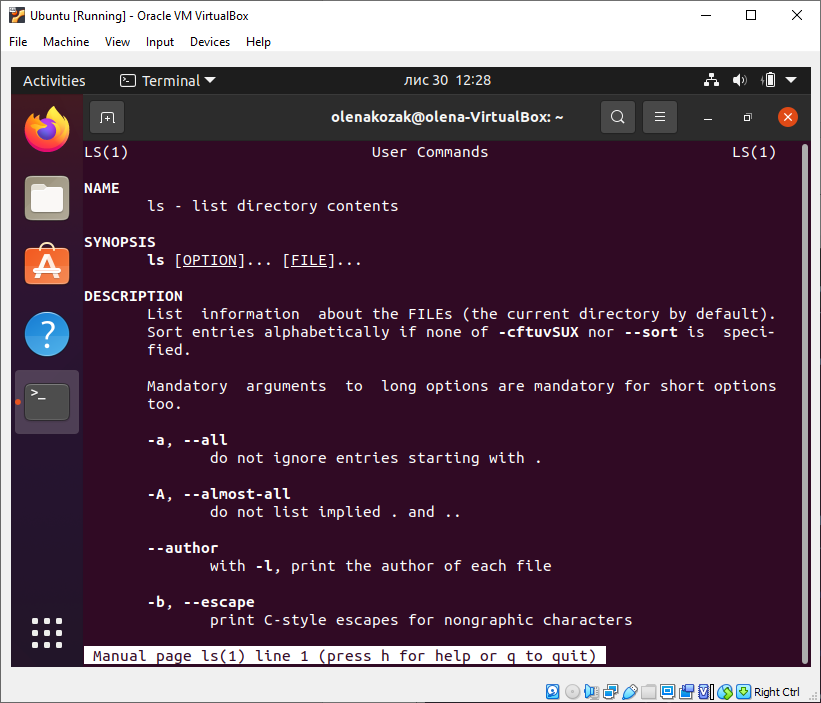 Ubuntu [Running] - Oracle VM VirtualBox
File Machine View Input Devices Help
Activities Terminal лис 30 12:28
olenakozak@olena-VirtualBox: ~
LS(1) User Commands LS(1)
NAME
ls - list directory contents
SYNOPSIS
ls [OPTION]... [FILE]...
DESCRIPTION
List information about the FILEs (the current directory by default).
Sort entries alphabetically if none of -cftuvSUX nor --sort is speci-
fied.
Mandatory arguments to long options are mandatory for short options
too.
-a, --all
do not ignore entries starting with .
-A, --almost-all
do not list implied . and ..
--author
with -l, print the author of each file
-b, --escape
print C-style escapes for nongraphic characters
Manual page ls(1) line 1 (press h for help or q to quit)
Right Ctrl